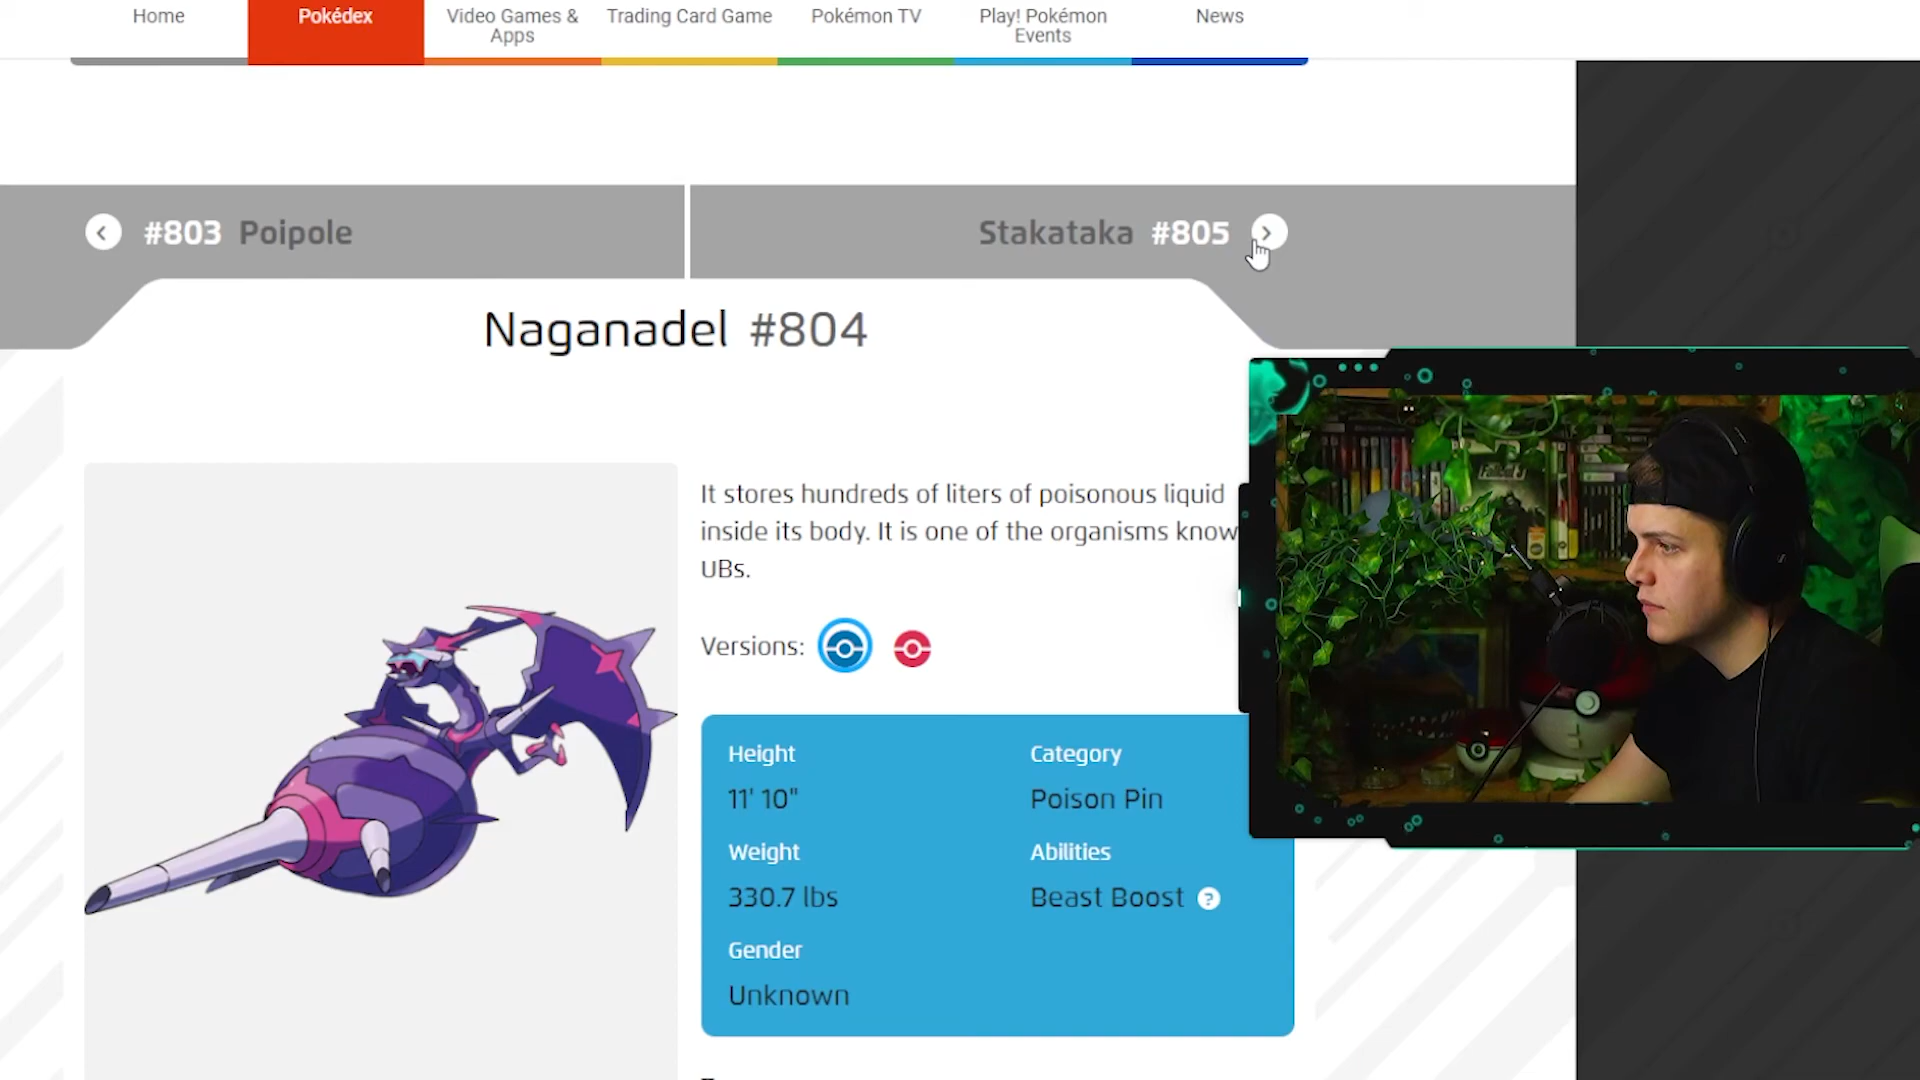 Home
Pokédex
Video Games &
Apps
Trading Card Game
Pokémon TV
Play! Pokémon
Events
News
#803 Poipole
Stakataka #805
Naganadel #804
It stores hundreds of liters of poisonous liquid
inside its body. It is one of the organisms know
UBs.
Versions:
Height
11' 10"
Weight
330.7 lbs
Gender
Unknown
Category
Poison Pin
Abilities
Beast Boost ?